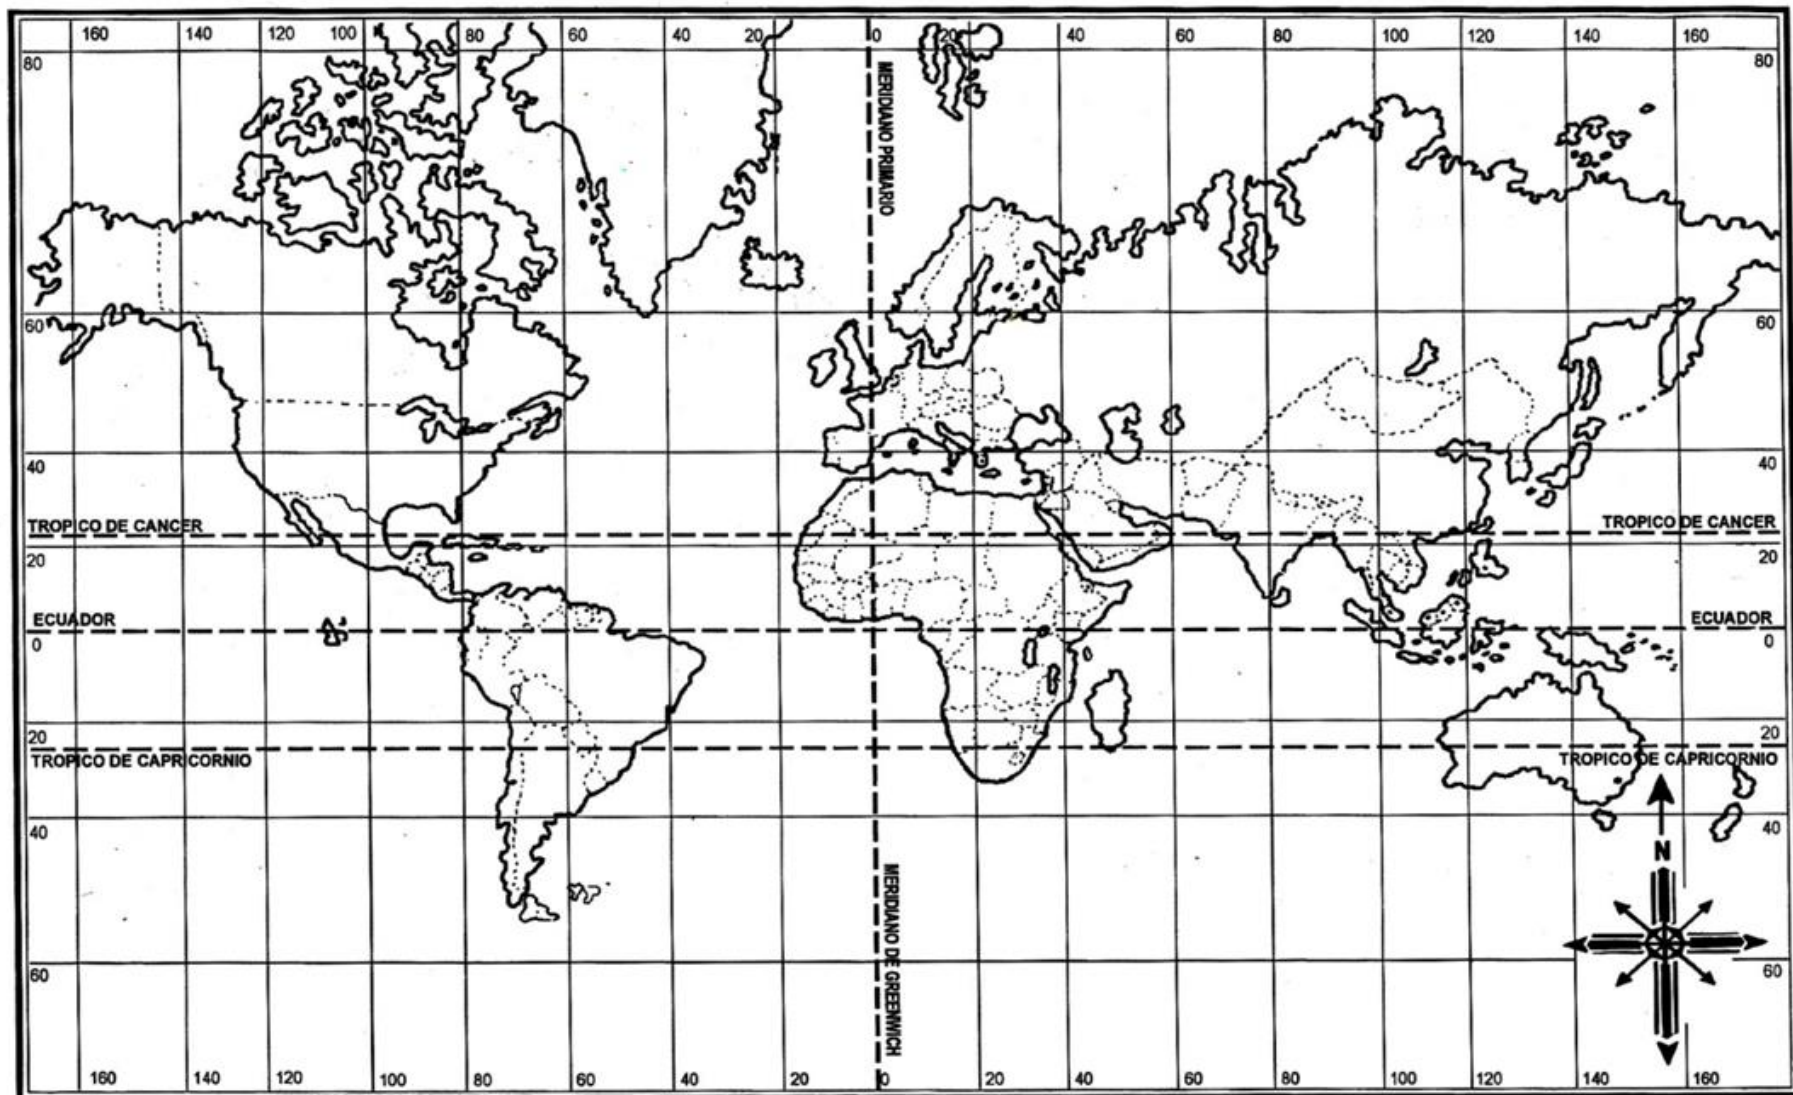 160 140 120 100 80 60 40 20 0 20 40 60 80 100 120 140 160
80 80
MERIDIANO PRIMARIO
60 60
40 40
TROPICO DE CANCER TROPICO DE CANCER
20 20
ECUADOR ECUADOR
0 0
20 20
TROPICO DE CAPRICORNIO TROPICO DE CAPRICORNIO
40 40
N
MERIDIANO DE GREENWICH
60 60
160 140 120 100 80 60 40 20 0 20 40 60 80 100 120 140 160